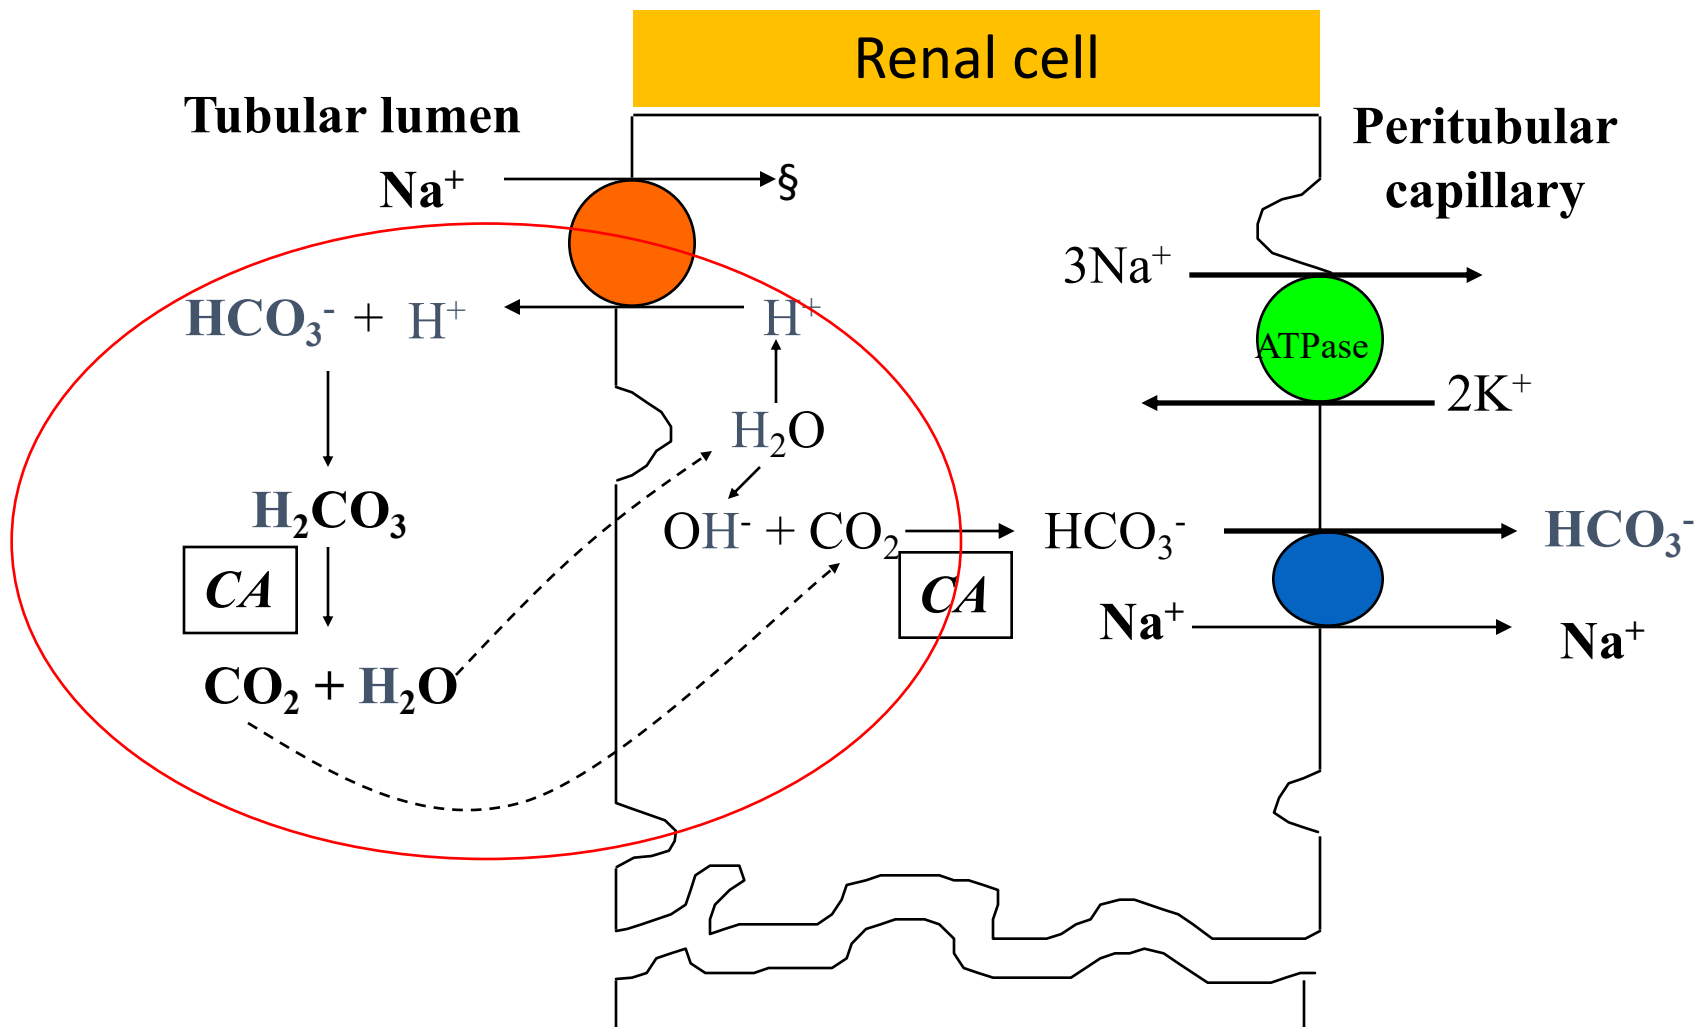 Renal cell
Tubular lumen
Peritubular
capillary
Na⁺
§
3Na⁺
HCO₃⁻ + H⁺
H⁺
ATPase
2K⁺
H₂O
H₂CO₃
OH⁻ + CO₂
HCO₃⁻
HCO₃⁻
CA
CA
Na⁺
Na⁺
CO₂ + H₂O